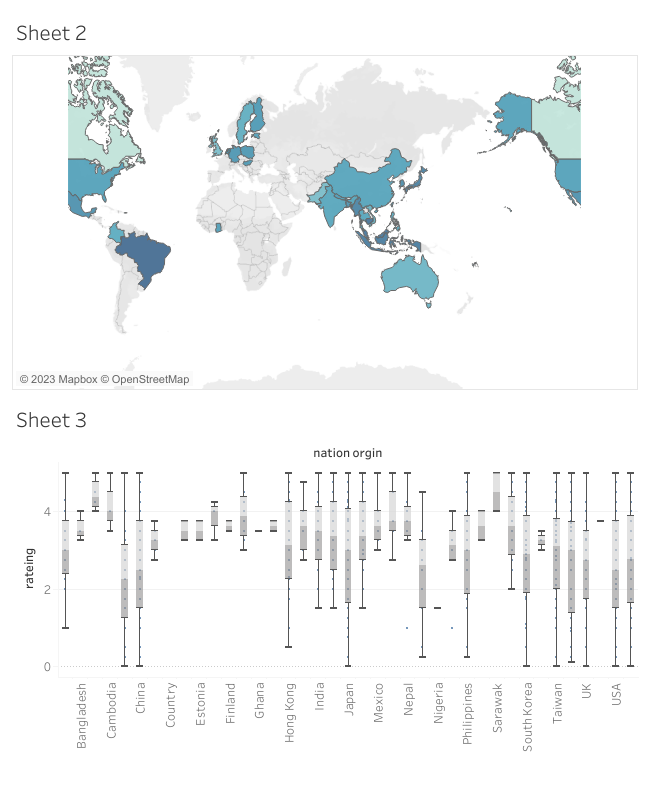 Sheet 2
© 2023 Mapbox © OpenStreetMap
Sheet 3
nation orgin
rateing
4
2
0
Bangladesh
Cambodia
China
Country
Estonia
Finland
Ghana
Hong Kong
India
Japan
Mexico
Nepal
Nigeria
Philippines
Sarawak
South Korea
Taiwan
UK
USA